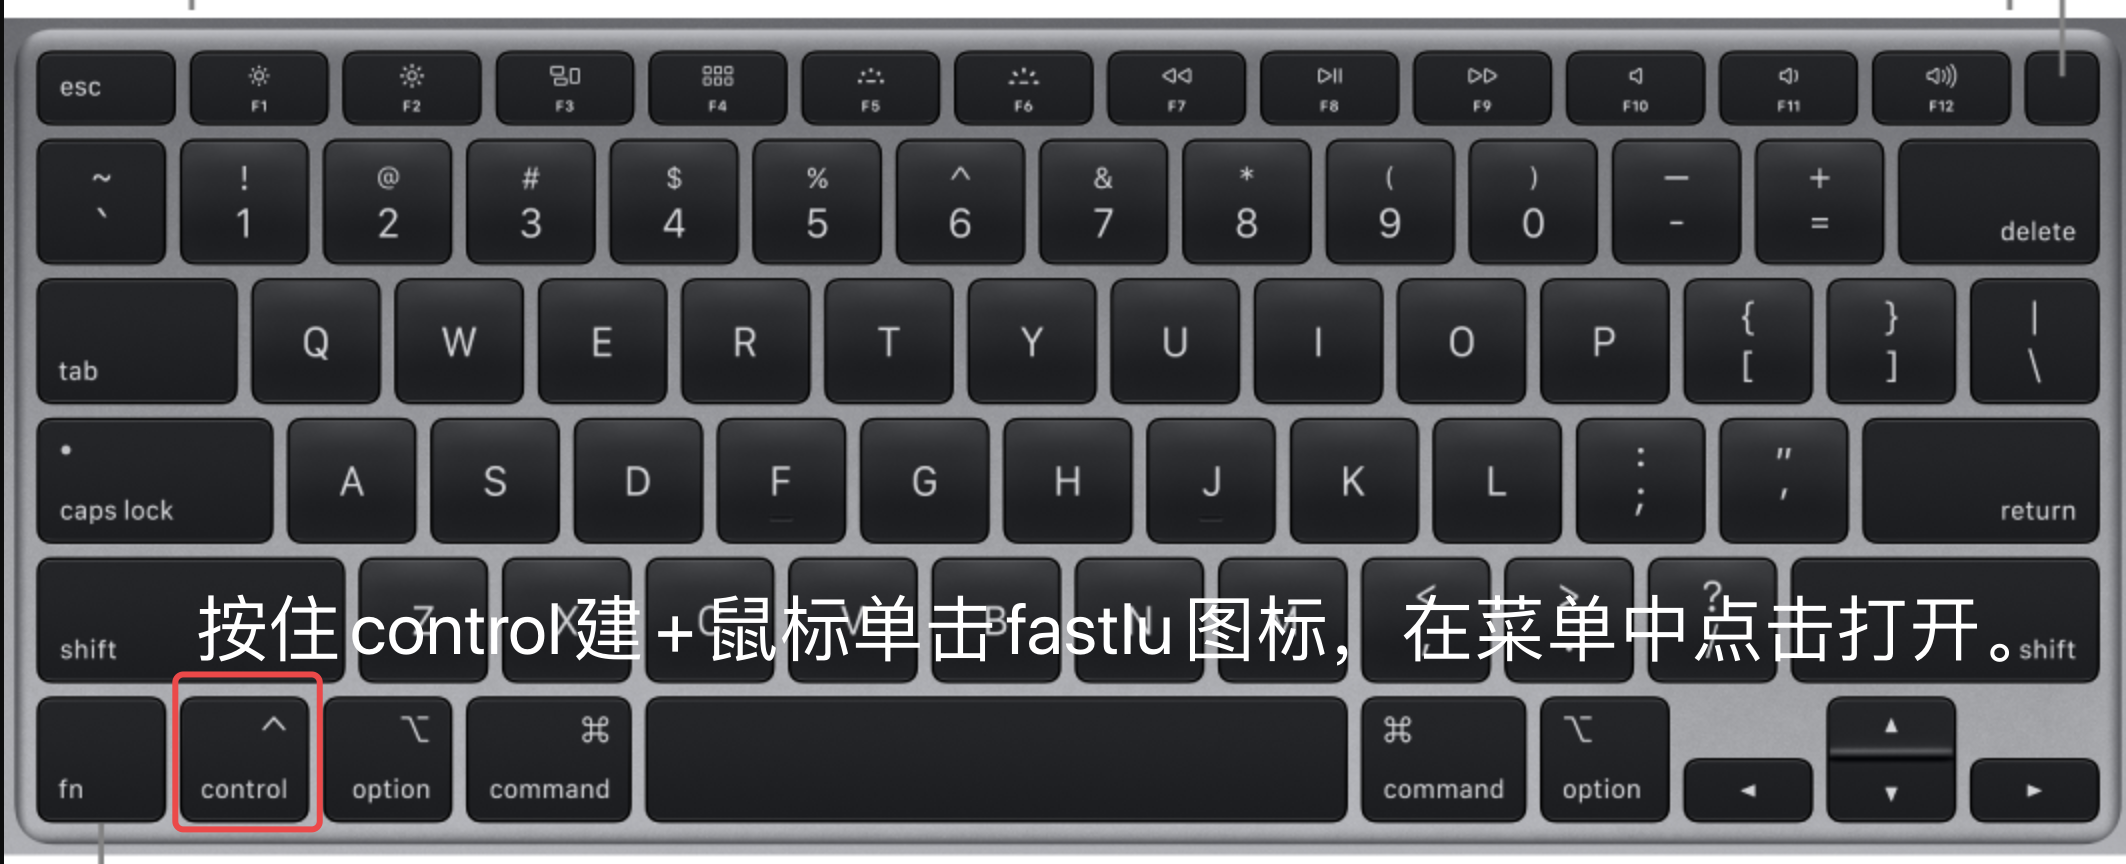 esc F1 F2 F3 F4 F5 F6 F7 F8 F9 F10 F11 F12
~ ! @ # $ % ^ & * ( ) — +
` 1 2 3 4 5 6 7 8 9 0 - = delete
{ } |
tab Q W E R T Y U I O P [ ] \
: "
caps lock A S D F G H J K L ; ' return
< > ?
shift Z X C V B N M , . / shift
按住control建+鼠标单击fastlu图标，在菜单中点击打开。
^ ⌥ ⌘ ⌘ ⌥
fn control option command command option